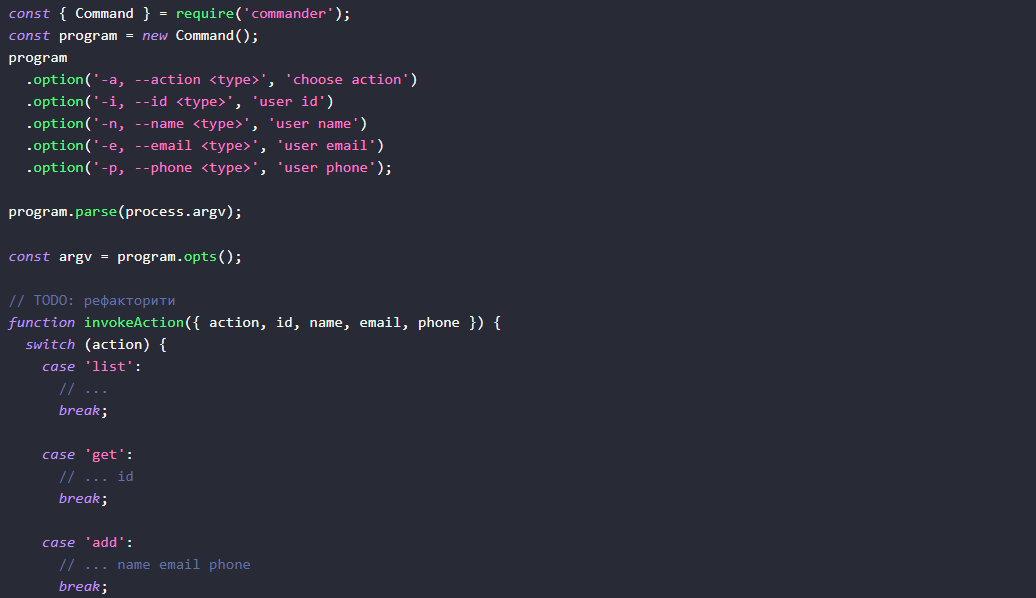 const { Command } = require('commander');
const program = new Command();
program
  .option('-a, --action <type>', 'choose action')
  .option('-i, --id <type>', 'user id')
  .option('-n, --name <type>', 'user name')
  .option('-e, --email <type>', 'user email')
  .option('-p, --phone <type>', 'user phone');

program.parse(process.argv);

const argv = program.opts();

// TODO: рефакторити
function invokeAction({ action, id, name, email, phone }) {
  switch (action) {
    case 'list':
      // ...
      break;

    case 'get':
      // ... id
      break;

    case 'add':
      // ... name email phone
      break;